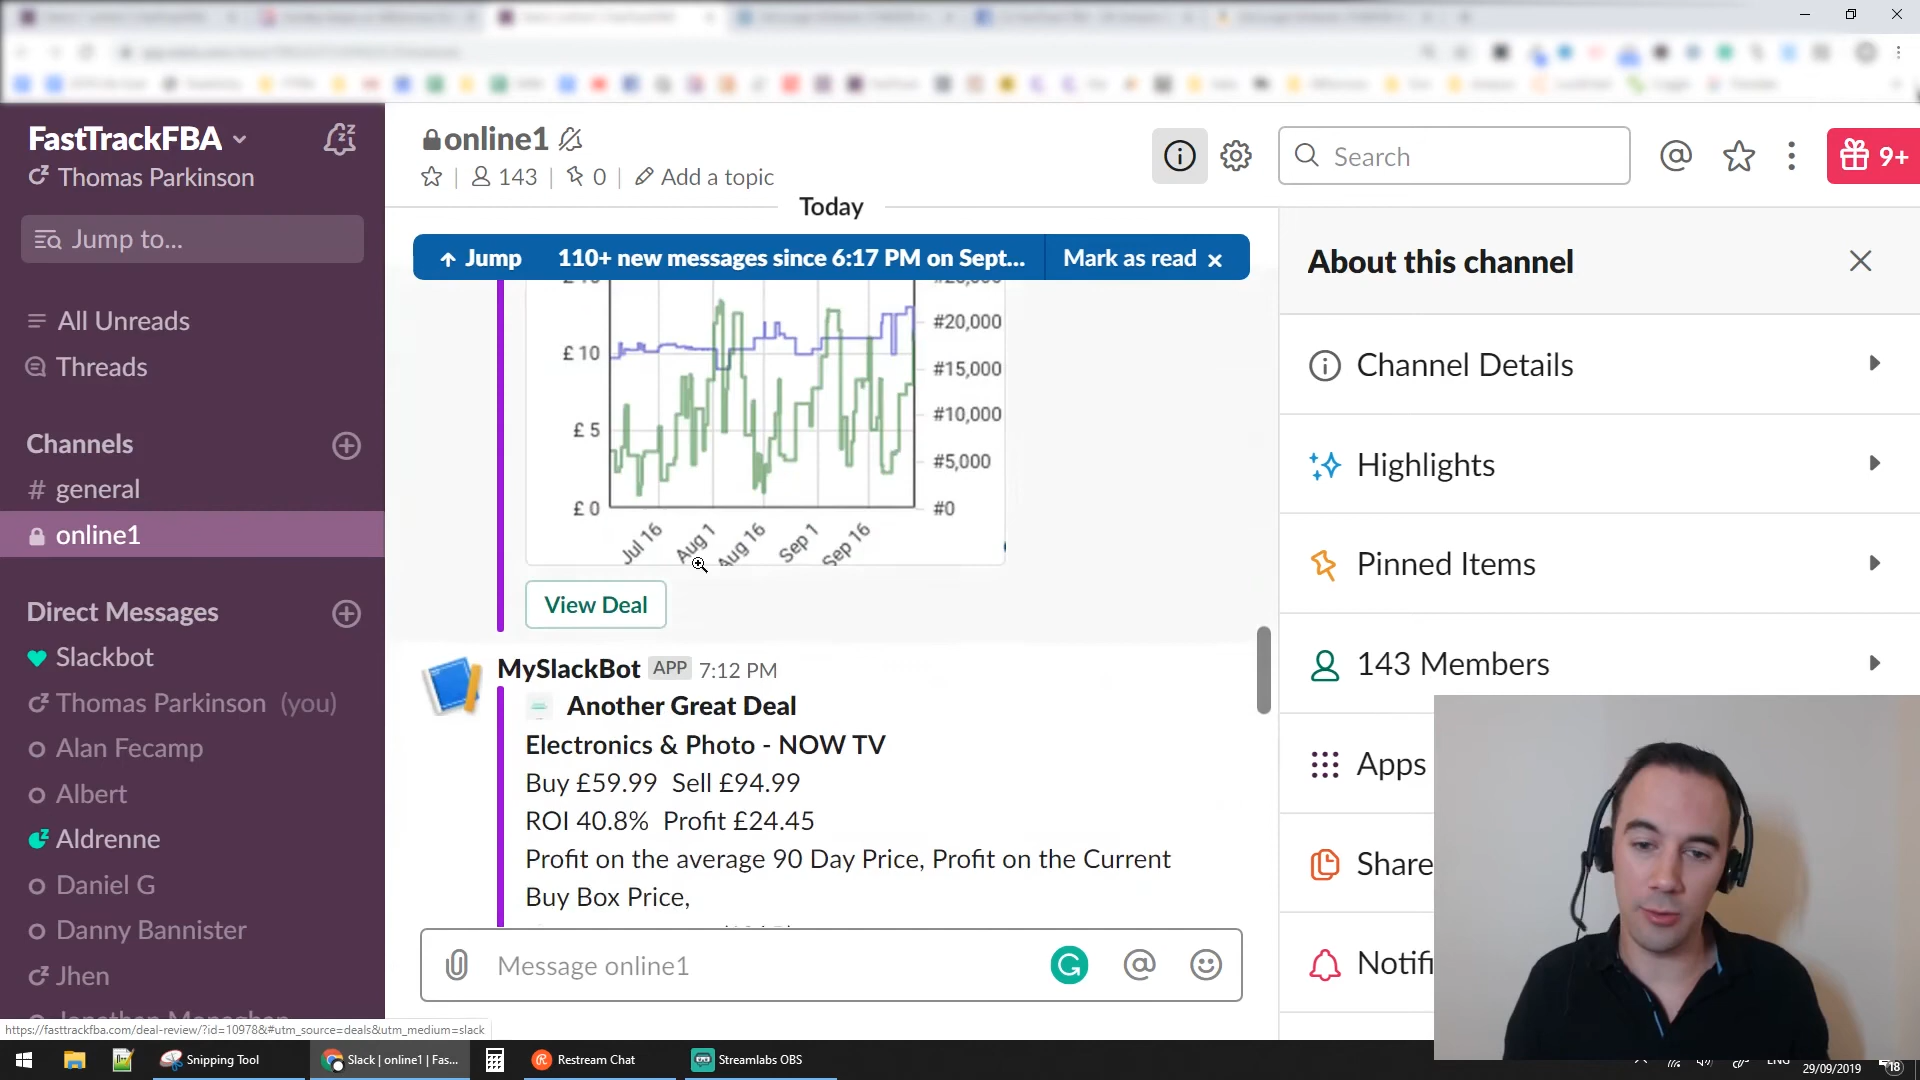 FastTrackFBA
Thomas Parkinson
Jump to...
All Unreads
Threads
Channels
# general
online1
Direct Messages
Slackbot
Thomas Parkinson (you)
Alan Fecamp
Albert
Aldrenne
Daniel G
Danny Bannister
Jhen
https://fasttrackfba.com/deal-review/?id=10978&#utm_source=deals&utm_medium=slack
online1
143
0
Add a topic
Search
9+
Today
Jump
110+ new messages since 6:17 PM on Sept...
Mark as read
£ 10
£ 5
£ 0
#20,000
#15,000
#10,000
#5,000
#0
Jul 16
Aug 1
Aug 16
Sep 1
Sep 16
View Deal
MySlackBot APP 7:12 PM
Another Great Deal
Electronics & Photo - NOW TV
Buy £59.99 Sell £94.99
ROI 40.8% Profit £24.45
Profit on the average 90 Day Price, Profit on the Current
Buy Box Price,
Message online1
About this channel
Channel Details
Highlights
Pinned Items
143 Members
Apps
Share
Notifi
Snipping Tool
Slack | online1 | Fas...
Restream Chat
Streamlabs OBS
ENG
29/09/2019
18